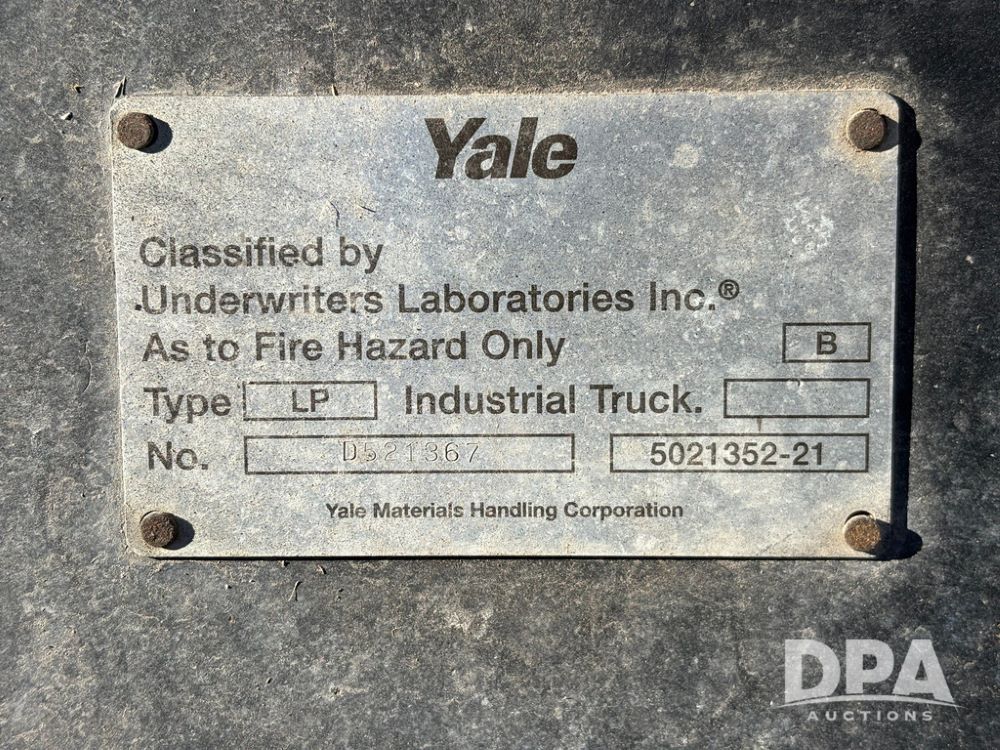 Yale
Classified by
Underwriters Laboratories Inc.®
As to Fire Hazard Only B
Type LP Industrial Truck.
No. D521367 5021352-21
Yale Materials Handling Corporation
DPA
AUCTIONS